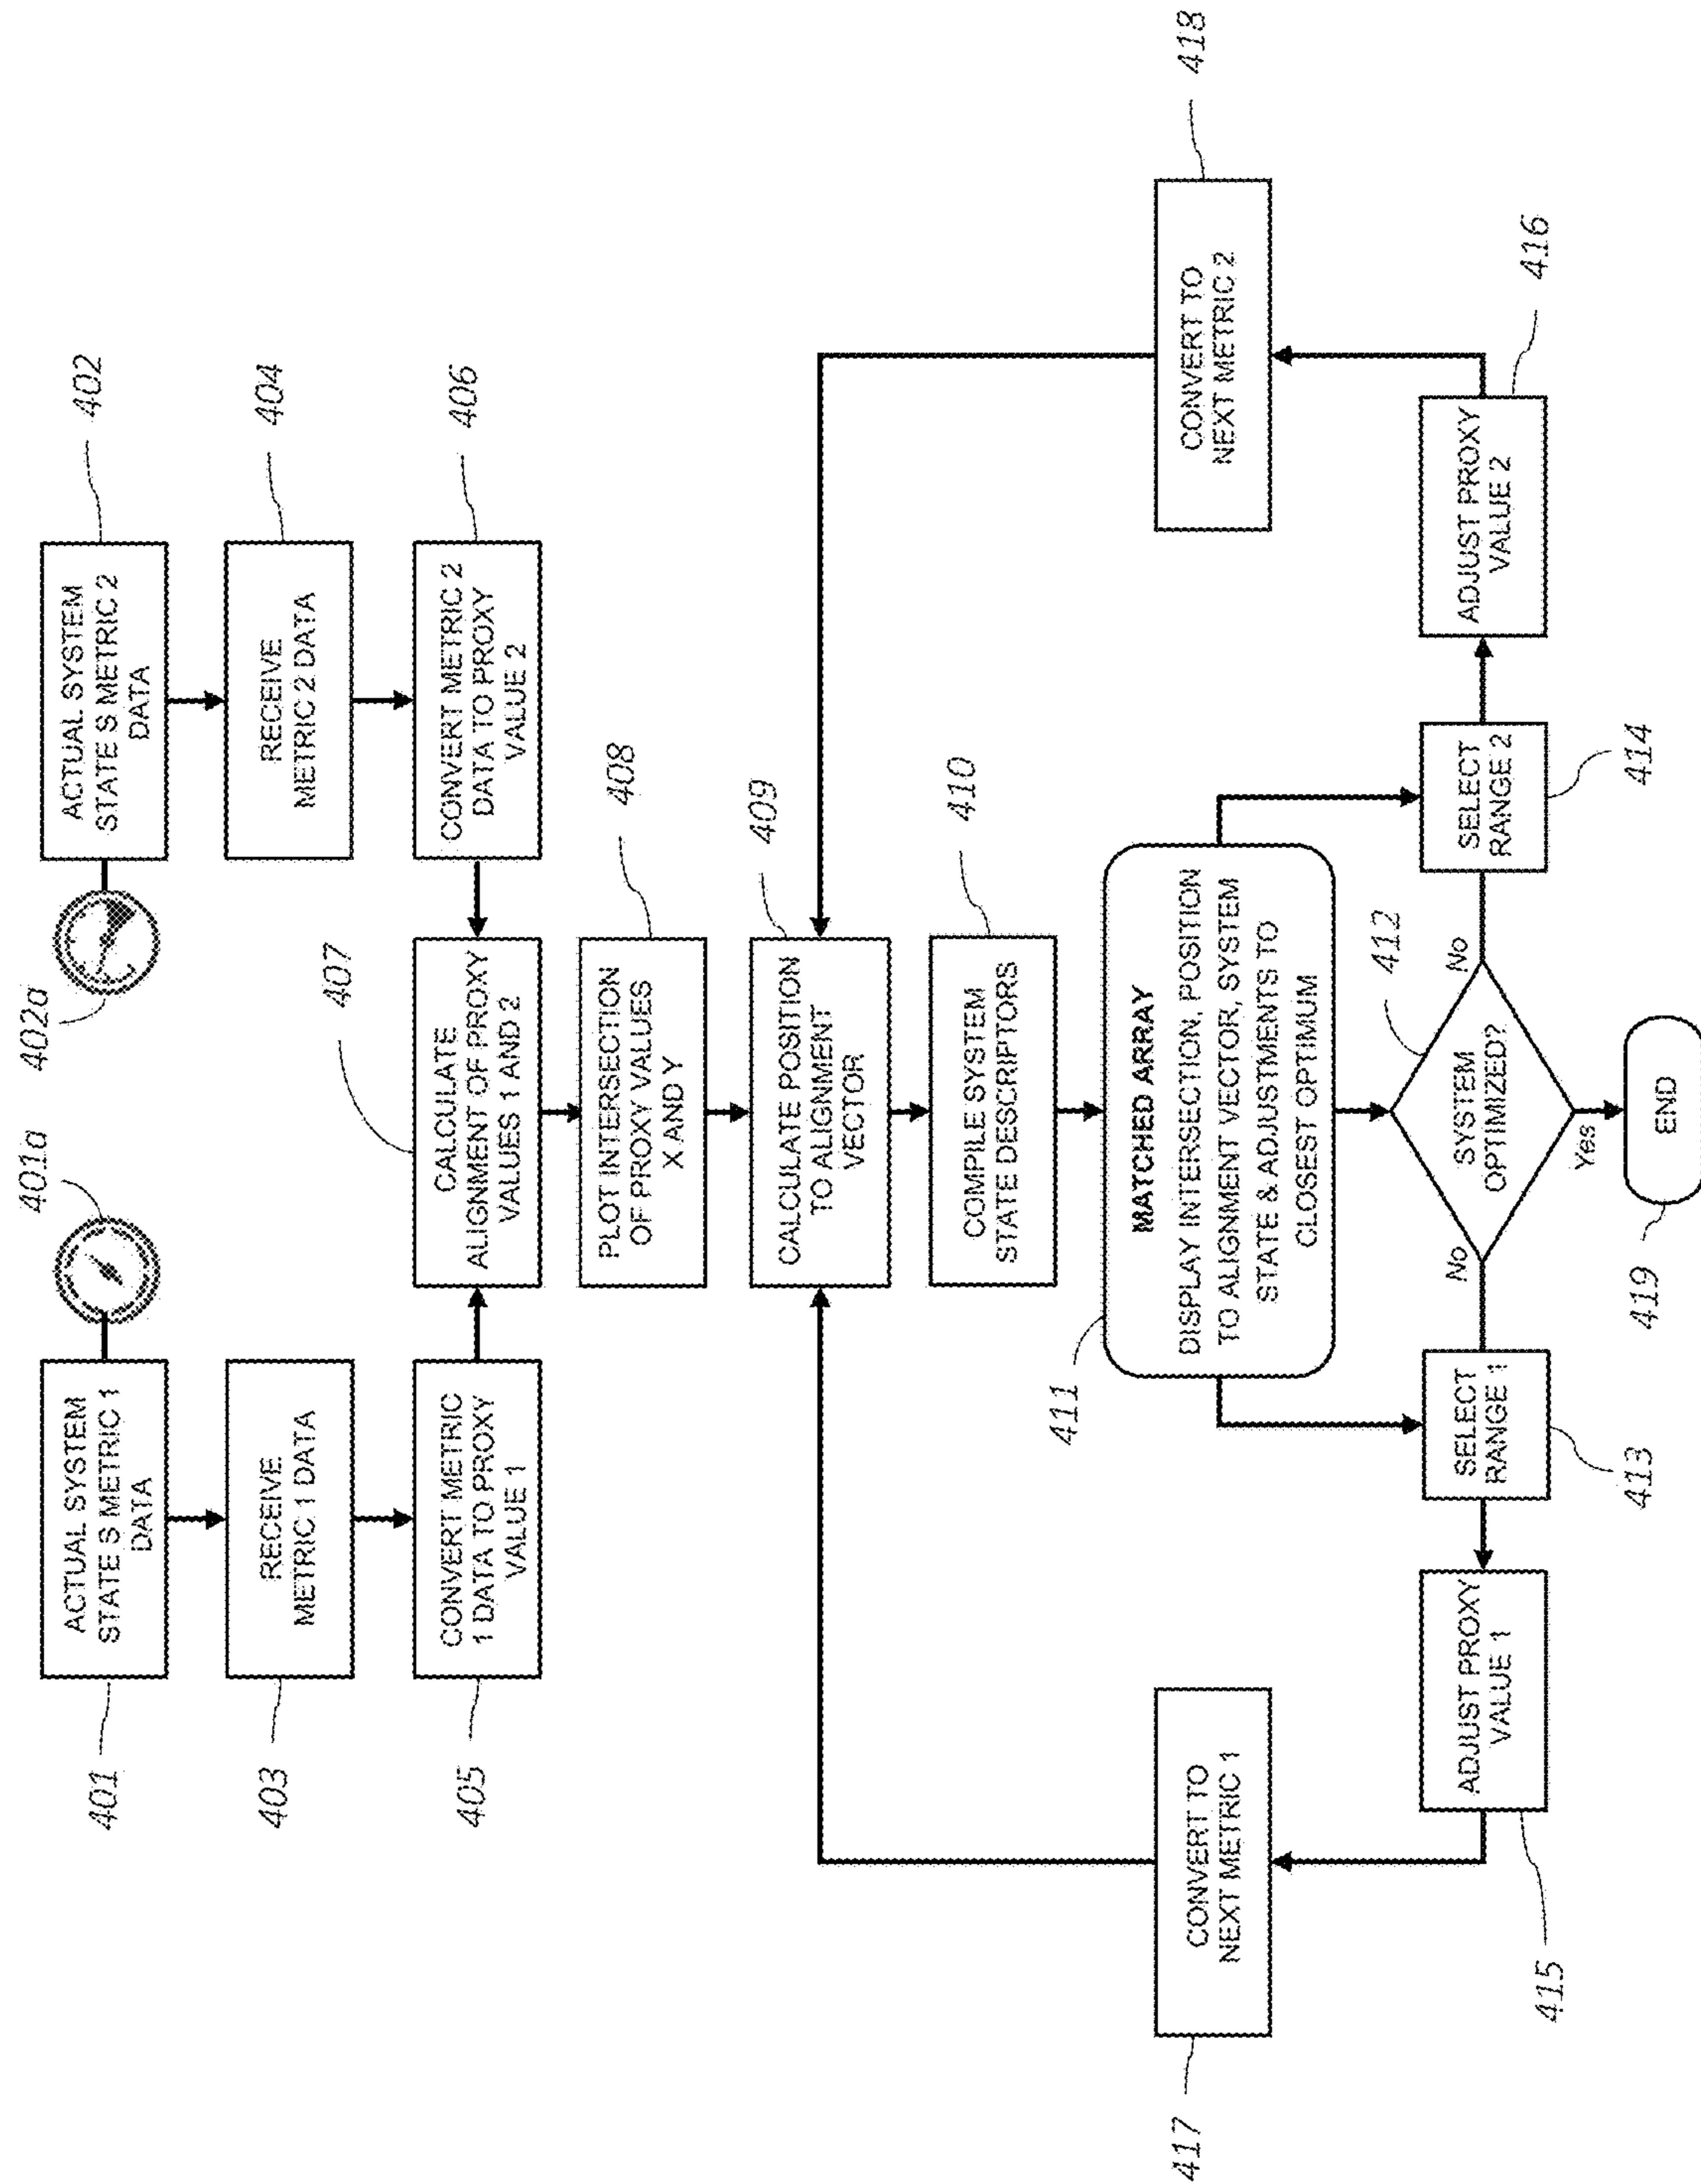 401a
402a
401
ACTUAL SYSTEM
STATE S METRIC 1
DATA
ACTUAL SYSTEM
STATE S METRIC 2
DATA
402
403
RECEIVE
METRIC 1 DATA
RECEIVE
METRIC 2 DATA
404
405
CONVERT METRIC
1 DATA TO PROXY
VALUE 1
407
CALCULATE
ALIGNMENT OF PROXY
VALUES 1 AND 2
CONVERT METRIC 2
DATA TO PROXY
VALUE 2
406
PLOT INTERSECTION
OF PROXY VALUES
X AND Y
408
CALCULATE POSITION
TO ALIGNMENT
VECTOR
409
COMPILE SYSTEM
STATE DESCRIPTORS
410
411
MATCHED ARRAY
DISPLAY INTERSECTION, POSITION
TO ALIGNMENT VECTOR, SYSTEM
STATE & ADJUSTMENTS TO
CLOSEST OPTIMUM
417
CONVERT TO
NEXT METRIC 1
CONVERT TO
NEXT METRIC 2
418
415
ADJUST PROXY
VALUE 1
SELECT
RANGE 1
413
No
SYSTEM
OPTIMIZED?
412
No
SELECT
RANGE 2
414
ADJUST PROXY
VALUE 2
416
Yes
419
END